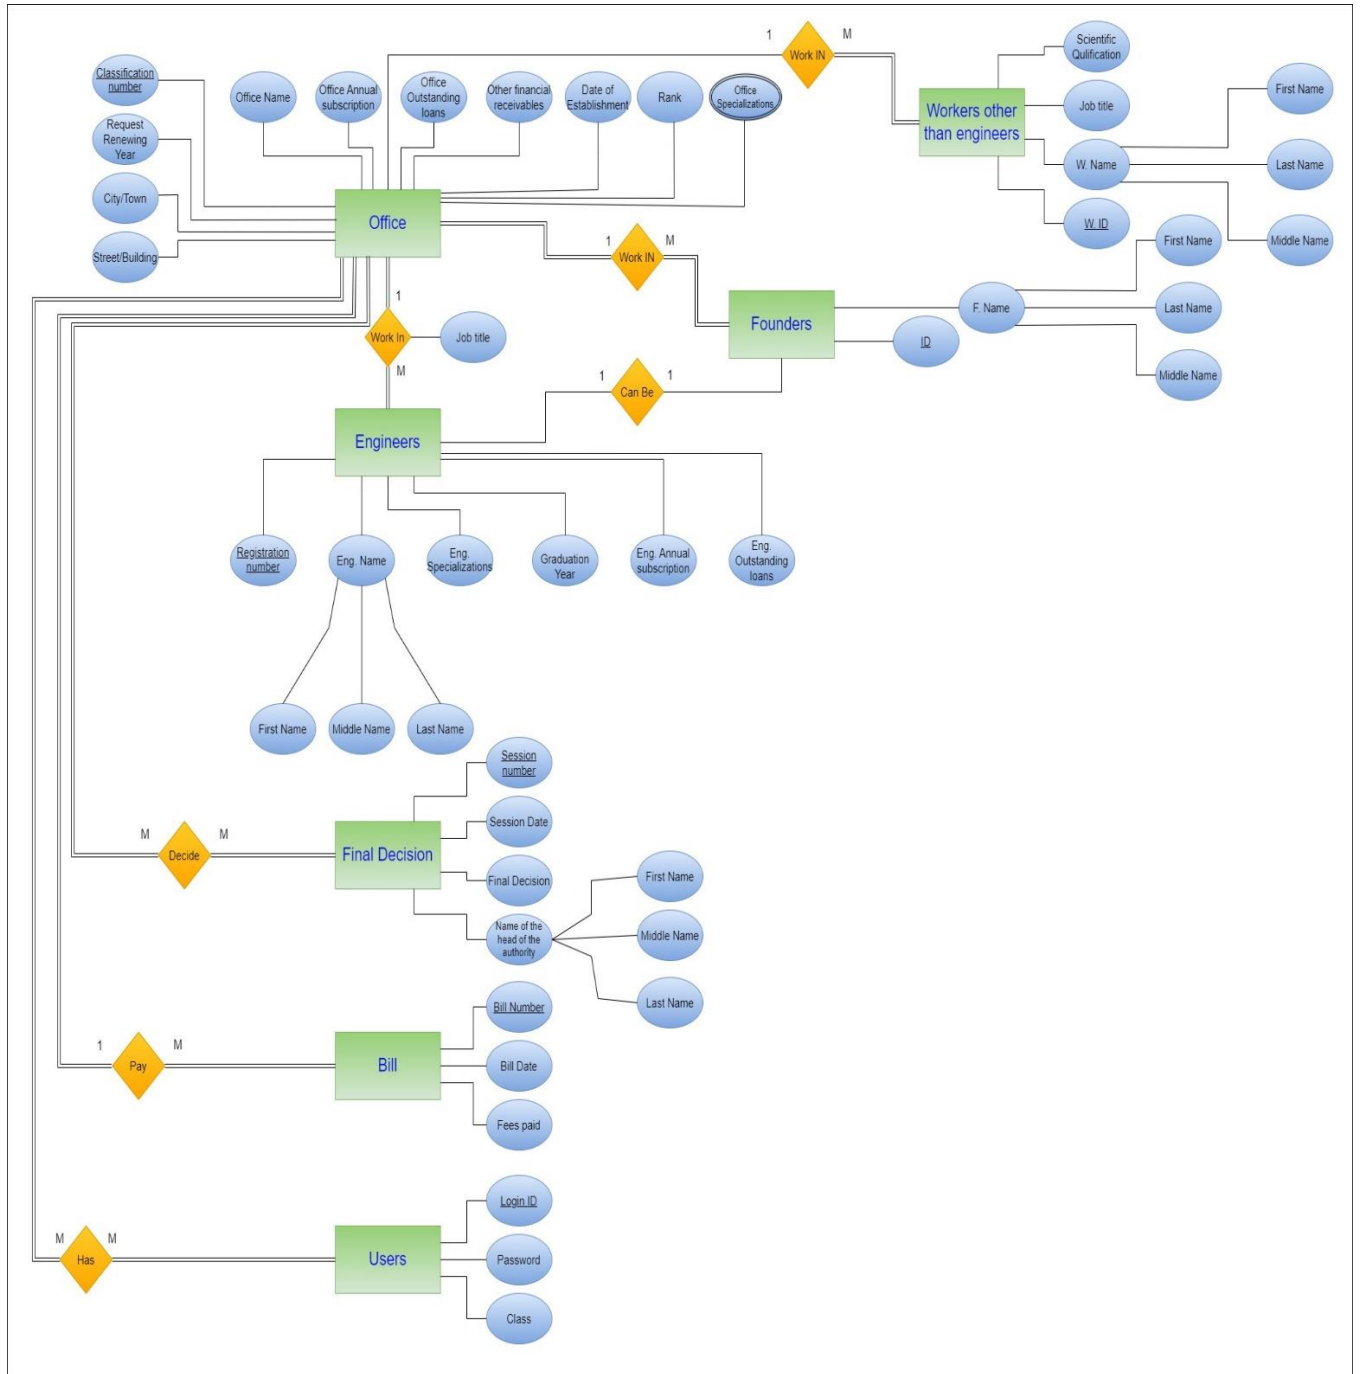 1
M
Work IN
Scientific
Qulification
Classification
number
Office Name
Office Annual
subscription
Office
Outstanding
loans
Other financial
receivables
Date of
Establishment
Rank
Office
Specializations
Workers other
than engineers
Job title
First Name
Request
Renewing
Year
W. Name
Last Name
City/Town
Office
W. ID
Middle Name
Street/Building
1
M
Work IN
First Name
Founders
F. Name
Last Name
ID
Middle Name
1
Work In
Job title
M
1
1
Can Be
Engineers
Registration
number
Eng. Name
Eng.
Specializations
Graduation
Year
Eng. Annual
subscription
Eng.
Outstanding
loans
First Name
Middle Name
Last Name
Session
number
Session Date
M
M
Decide
Final Decision
Final Decision
First Name
Name of the
head of the
authority
Middle Name
Last Name
Bill Number
1
M
Pay
Bill
Bill Date
Fees paid
Login ID
M
M
Has
Users
Password
Class